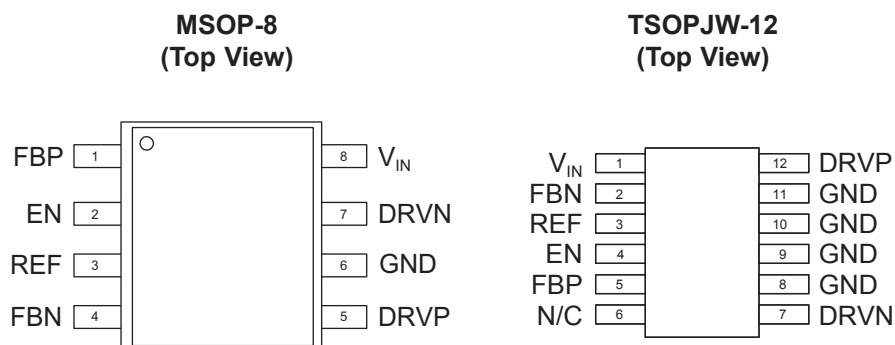 MSOP-8
(Top View)
FBP 1
EN 2
REF 3
FBN 4
8 VIN
7 DRVN
6 GND
5 DRVP
TSOPJW-12
(Top View)
VIN 1
FBN 2
REF 3
EN 4
FBP 5
N/C 6
12 DRVP
11 GND
10 GND
9 GND
8 GND
7 DRVN